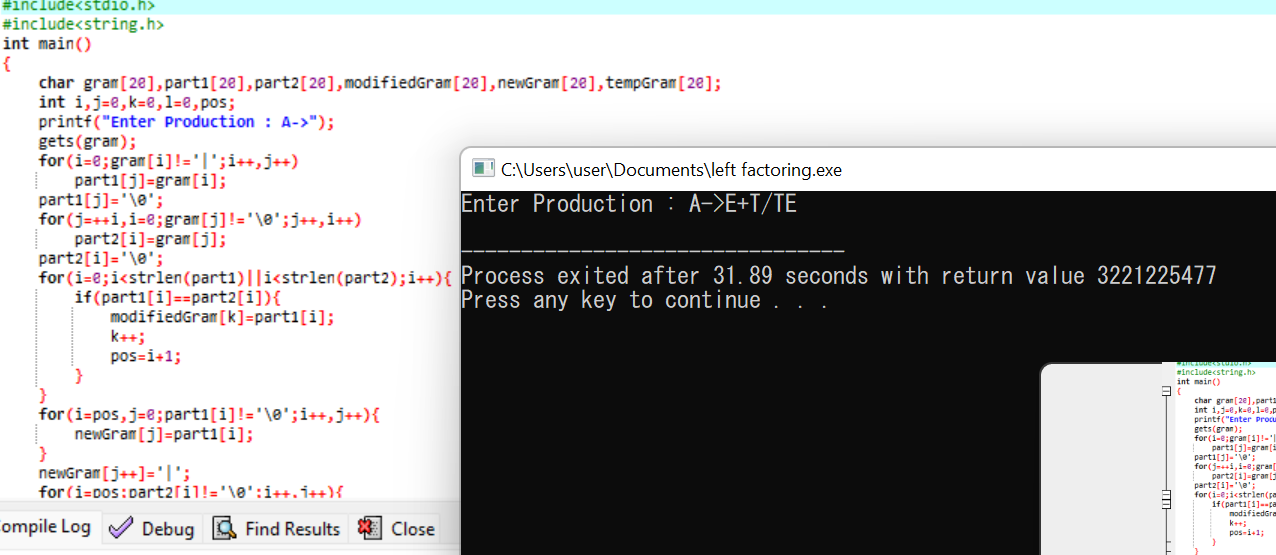 #include<stdio.h>
#include<string.h>
int main()
{
char gram[20],part1[20],part2[20],modifiedGram[20],newGram[20],tempGram[20];
int i,j=0,k=0,l=0,pos;
printf("Enter Production : A->");
gets(gram);
for(i=0;gram[i]!='|';i++,j++)
part1[j]=gram[i];
part1[j]='\0';
for(j=++i,i=0;gram[j]!='\0';j++,i++)
part2[i]=gram[j];
part2[i]='\0';
for(i=0;i<strlen(part1)||i<strlen(part2);i++){
if(part1[i]==part2[i]){
modifiedGram[k]=part1[i];
k++;
pos=i+1;
}
}
for(i=pos,j=0;part1[i]!='\0';i++,j++){
newGram[j]=part1[i];
}
newGram[j++]='|';
for(i=pos;part2[i]!='\0';i++,j++){
ompile Log
Debug
Find Results
Close
C:\Users\user\Documents\left factoring.exe
Enter Production : A->E+T/TE
--------------------------------
Process exited after 31.89 seconds with return value 3221225477
Press any key to continue . . .
#include<stdio.h>
#include<string.h>
int main()
{
char gram[20],part1
int i,j=0,k=0,l=0,p
printf("Enter Produ
gets(gram);
for(i=0;gram[i]!='|
part1[j]=gram[i
part1[j]='\0';
for(j=++i,i=0;gram[
part2[i]=gram[j
part2[i]='\0';
for(i=0;i<strlen(pa
if(part1[i]==pa
modifiedGra
k++;
pos=i+1;
}
}